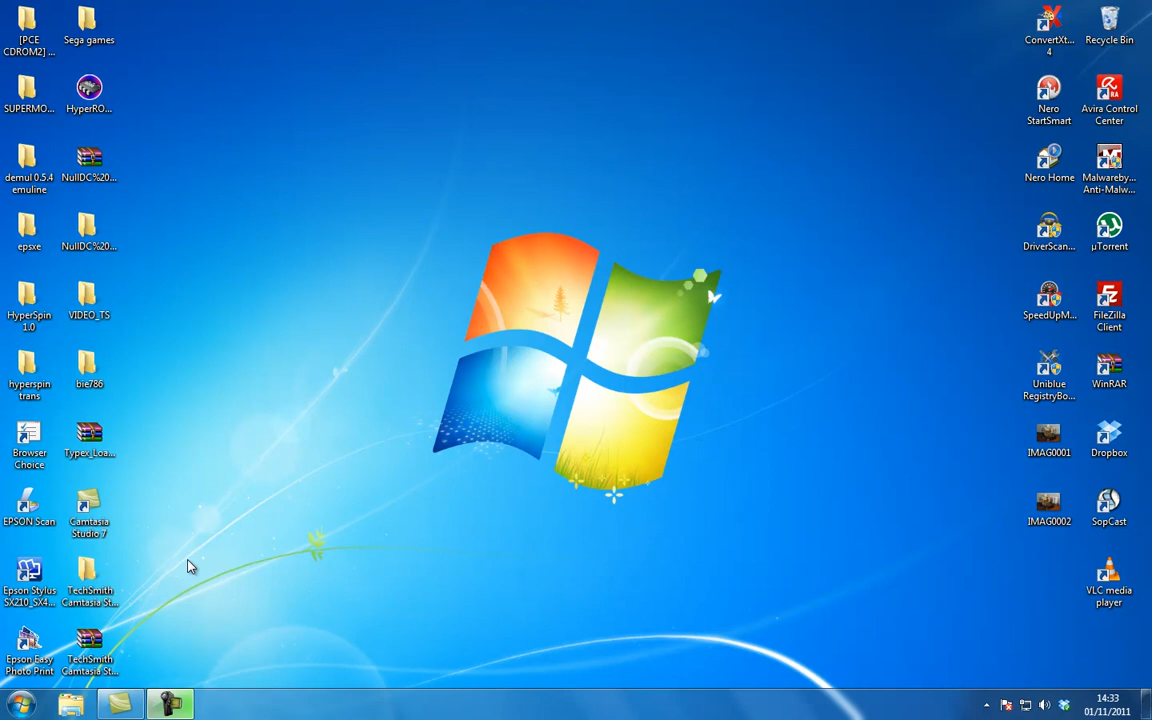 [PCE
CDROM2] ...
Sega games
SUPERMO...
HyperRO...
demul 0.5.4
emuline
NullDC%20...
epsxe
NullDC%20...
HyperSpin
1.0
VIDEO_TS
hyperspin
trans
bie786
Browser
Choice
Typex_Loa...
EPSON Scan
Camtasia
Studio 7
Epson Stylus
SX210_SX4...
TechSmith
Camtasia St...
Epson Easy
Photo Print
TechSmith
Camtasia St...
ConvertXt...
4
Recycle Bin
Nero
StartSmart
Avira Control
Center
Nero Home
Malwareby...
Anti-Malw...
DriverScan...
µTorrent
SpeedUpM...
FileZilla
Client
Uniblue
RegistryBo...
WinRAR
IMAG0001
Dropbox
IMAG0002
SopCast
VLC media
player
14:33
01/11/2011